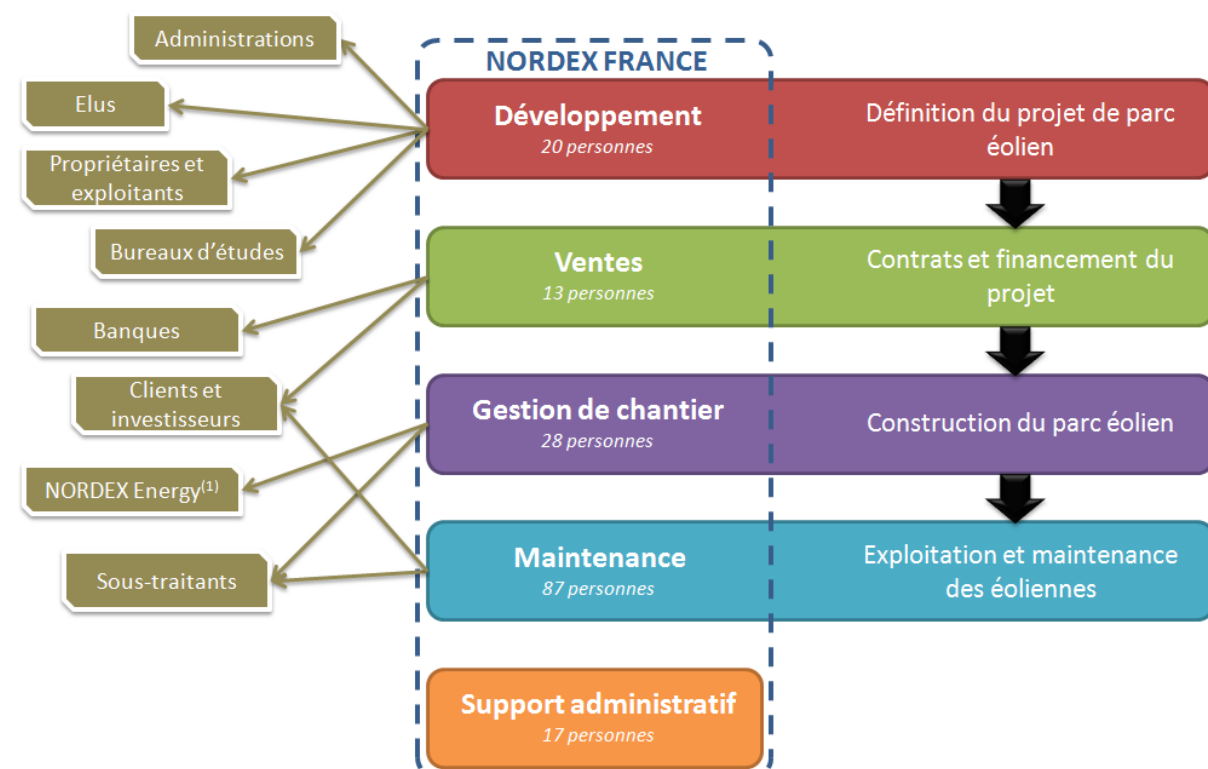 Administrations
Elus
Propriétaires et
exploitants
Bureaux d’études
Banques
Clients et
investisseurs
NORDEX Energy(1)
Sous-traitants
NORDEX FRANCE
Développement
20 personnes
Définition du projet de parc
éolien
Ventes
13 personnes
Contrats et financement du
projet
Gestion de chantier
28 personnes
Construction du parc éolien
Maintenance
87 personnes
Exploitation et maintenance
des éoliennes
Support administratif
17 personnes